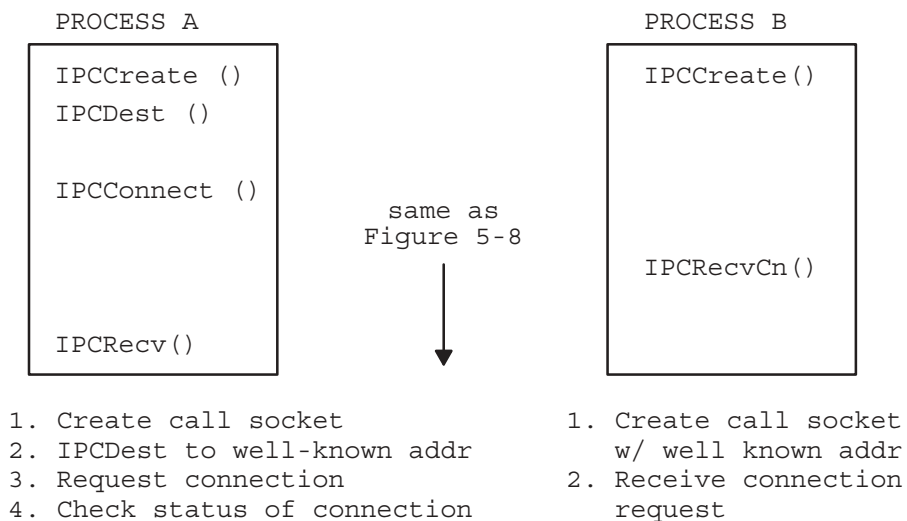 PROCESS A
IPCCreate ()
IPCDest ()
IPCConnect ()
IPCRecv()
same as
Figure 5-8
PROCESS B
IPCCreate()
IPCRecvCn()
1. Create call socket
2. IPCDest to well-known addr
3. Request connection
4. Check status of connection
1. Create call socket
w/ well known addr
2. Receive connection
request